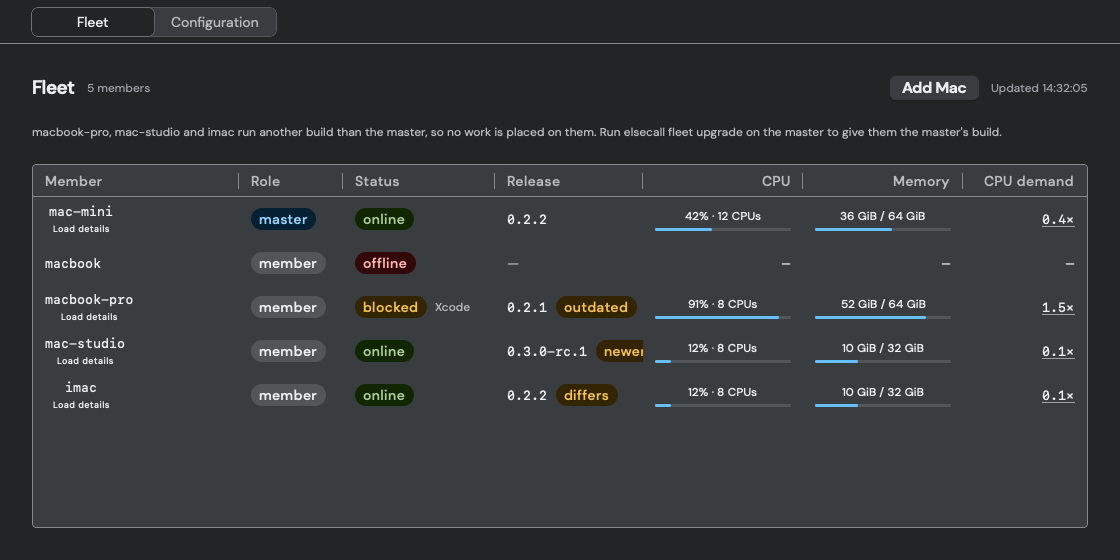 Fleet Configuration
Fleet 5 members Add Mac Updated 14:32:05
macbook-pro, mac-studio and imac run another build than the master, so no work is placed on them. Run elsecall fleet upgrade on the master to give them the master's build.
Member Role Status Release CPU Memory CPU demand
mac-mini master online 0.2.2 42% · 12 CPUs 36 GiB / 64 GiB 0.4×
Load details
macbook member offline — — — —
macbook-pro member blocked Xcode 0.2.1 outdated 91% · 8 CPUs 52 GiB / 64 GiB 1.5×
Load details
mac-studio member online 0.3.0-rc.1 newer 12% · 8 CPUs 10 GiB / 32 GiB 0.1×
Load details
imac member online 0.2.2 differs 12% · 8 CPUs 10 GiB / 32 GiB 0.1×
Load details